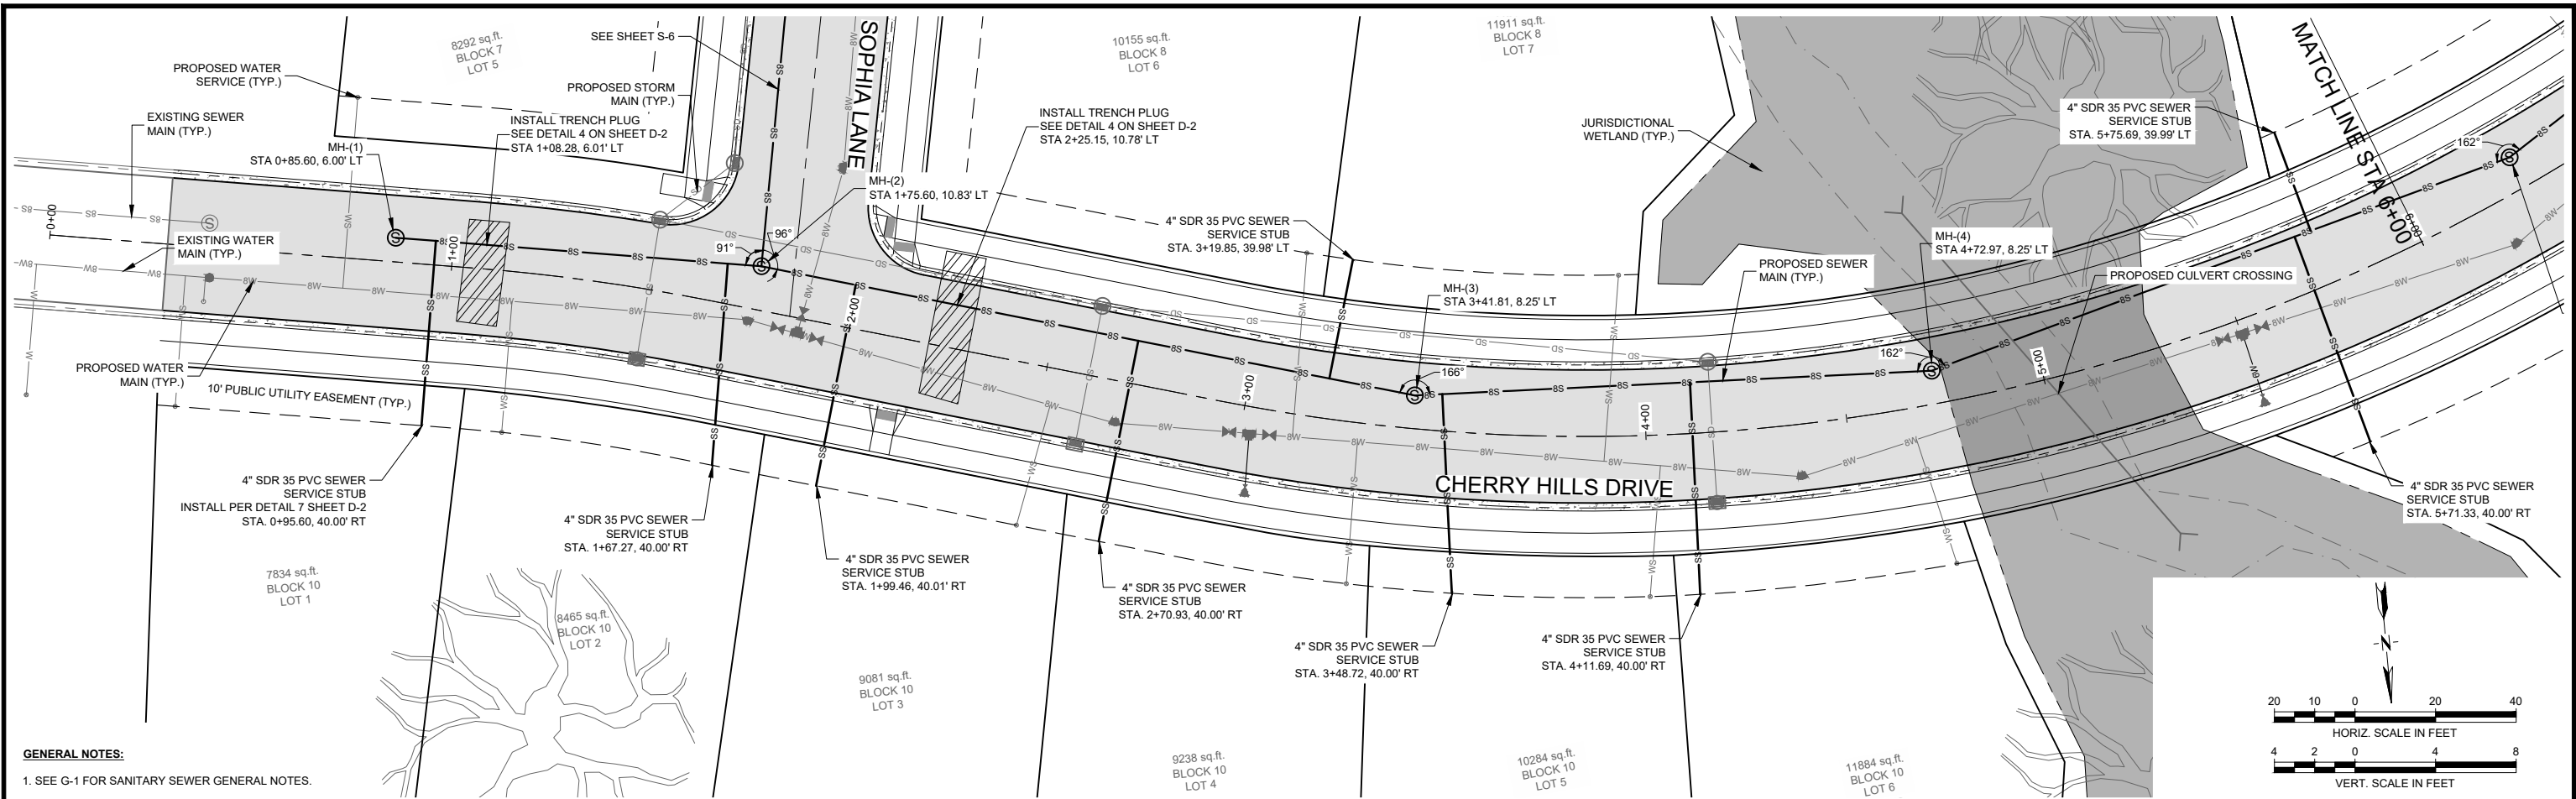 8292 sq.ft.
BLOCK 7
LOT 5
SEE SHEET S-6
SOPHIA LANE
10155 sq.ft.
BLOCK 8
LOT 6
11911 sq.ft.
BLOCK 8
LOT 7
MATCH LINE STA 6+00
PROPOSED WATER
SERVICE (TYP.)
PROPOSED STORM
MAIN (TYP.)
EXISTING SEWER
MAIN (TYP.)
INSTALL TRENCH PLUG
SEE DETAIL 4 ON SHEET D-2
STA 1+08.28, 6.01' LT
INSTALL TRENCH PLUG
SEE DETAIL 4 ON SHEET D-2
STA 2+25.15, 10.78' LT
JURISDICTIONAL
WETLAND (TYP.)
4" SDR 35 PVC SEWER
SERVICE STUB
STA. 5+75.69, 39.99' LT
162°
MH-(1)
STA 0+85.60, 6.00' LT
MH-(2)
STA 1+75.60, 10.83' LT
4" SDR 35 PVC SEWER
SERVICE STUB
STA. 3+19.85, 39.98' LT
0+00
1+00
2+00
3+00
4+00
5+00
6+00
EXISTING WATER
MAIN (TYP.)
91°
96°
MH-(3)
STA 3+41.81, 8.25' LT
PROPOSED SEWER
MAIN (TYP.)
MH-(4)
STA 4+72.97, 8.25' LT
PROPOSED CULVERT CROSSING
166°
162°
PROPOSED WATER
MAIN (TYP.)
10' PUBLIC UTILITY EASEMENT (TYP.)
CHERRY HILLS DRIVE
4" SDR 35 PVC SEWER
SERVICE STUB
INSTALL PER DETAIL 7 SHEET D-2
STA. 0+95.60, 40.00' RT
4" SDR 35 PVC SEWER
SERVICE STUB
STA. 1+67.27, 40.00' RT
4" SDR 35 PVC SEWER
SERVICE STUB
STA. 1+99.46, 40.01' RT
4" SDR 35 PVC SEWER
SERVICE STUB
STA. 2+70.93, 40.00' RT
4" SDR 35 PVC SEWER
SERVICE STUB
STA. 3+48.72, 40.00' RT
4" SDR 35 PVC SEWER
SERVICE STUB
STA. 4+11.69, 40.00' RT
4" SDR 35 PVC SEWER
SERVICE STUB
STA. 5+71.33, 40.00' RT
7834 sq.ft.
BLOCK 10
LOT 1
8465 sq.ft.
BLOCK 10
LOT 2
9081 sq.ft.
BLOCK 10
LOT 3
9238 sq.ft.
BLOCK 10
LOT 4
10284 sq.ft.
BLOCK 10
LOT 5
11884 sq.ft.
BLOCK 10
LOT 6
GENERAL NOTES:
1. SEE G-1 FOR SANITARY SEWER GENERAL NOTES.
N
20 10 0 20 40
HORIZ. SCALE IN FEET
4 2 0 4 8
VERT. SCALE IN FEET